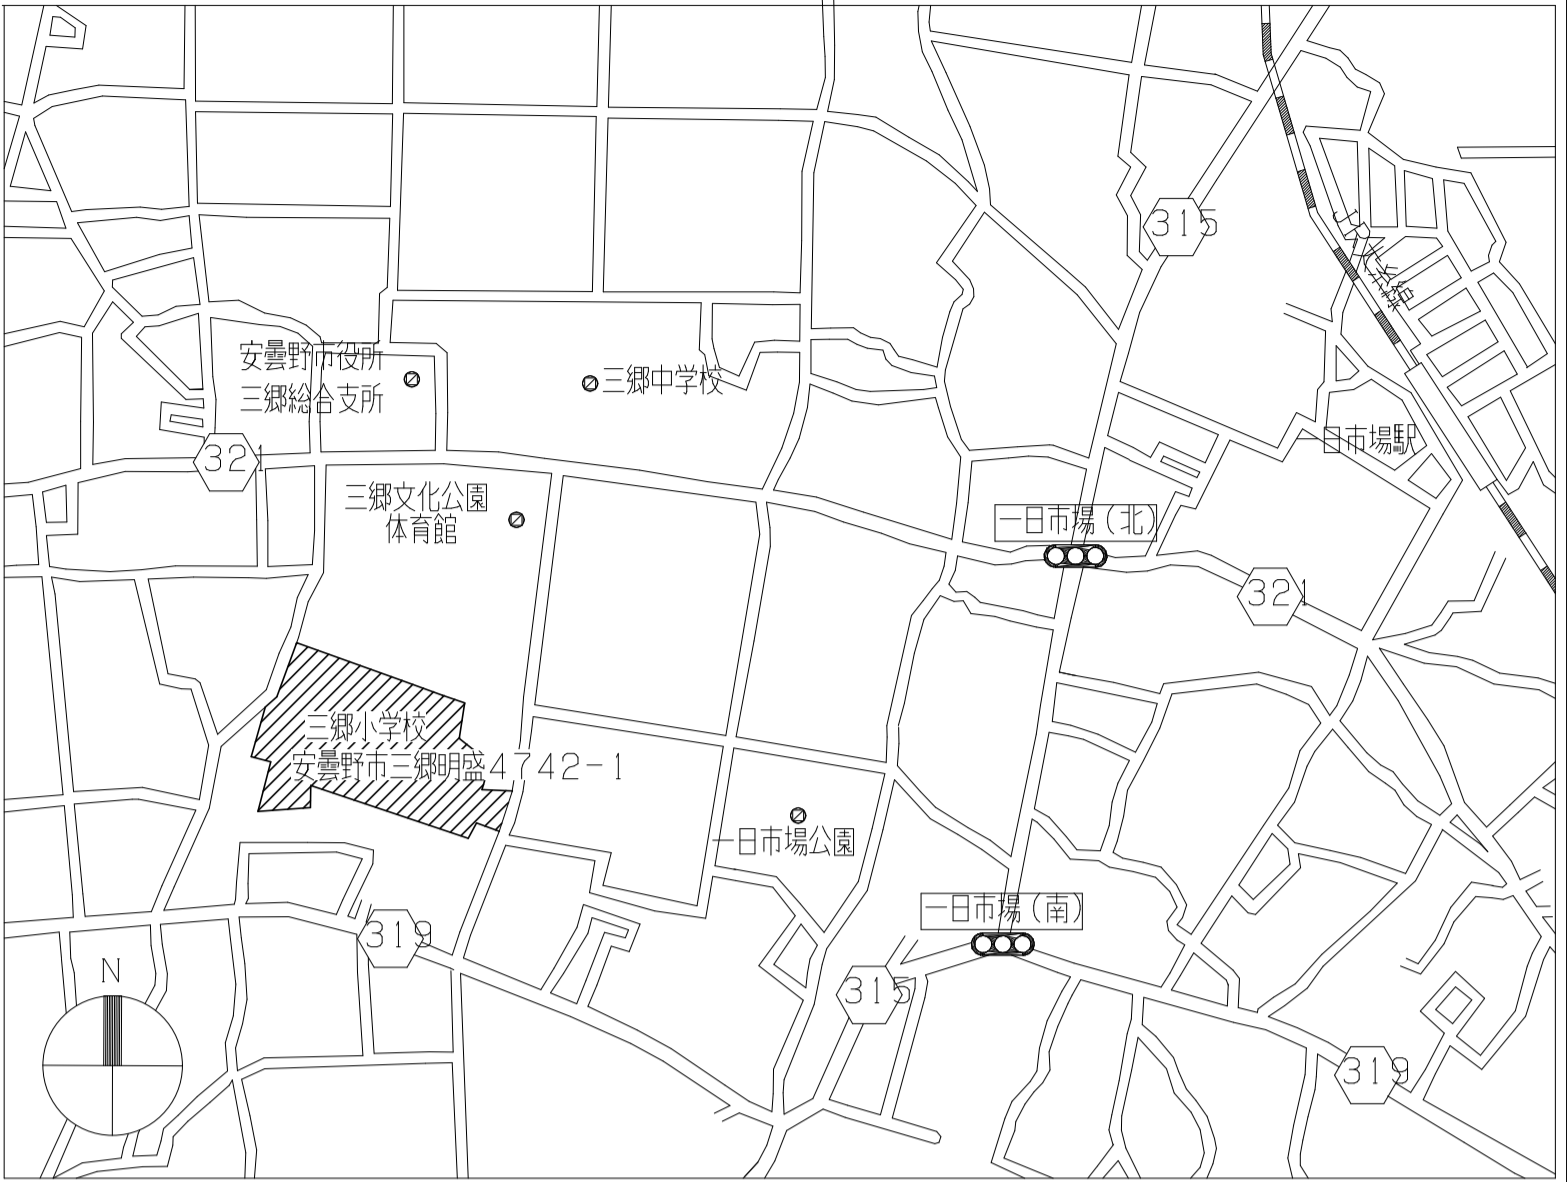 315
安曇野市役所
三郷総合支所
三郷中学校
一日市場駅
321
三郷文化公園
体育館
一日市場(北)
321
三郷小学校
安曇野市三郷明盛4742-1
一日市場公園
一日市場(南)
319
315
N
319